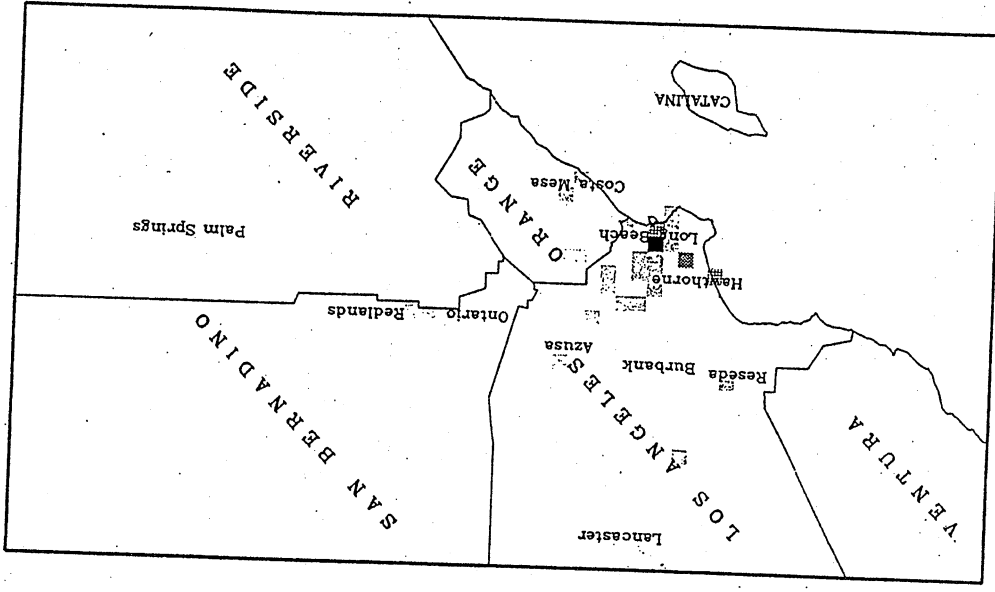 VENTURA
LOS ANGELES
SAN BERNADINO
Lancaster
Reseda
Burbank
Azusa
Ontario
Redlands
Hawthorne
Long Beach
ORANGE
Palm Springs
Costa Mesa
RIVERSIDE
CATALINA